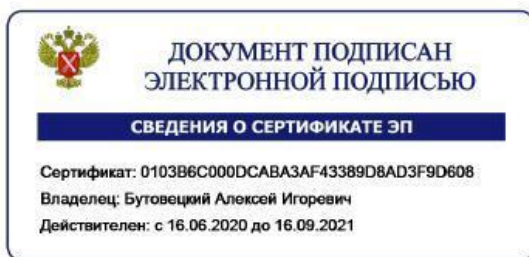 ДОКУМЕНТ ПОДПИСАН
ЭЛЕКТРОННОЙ ПОДПИСЬЮ
СВЕДЕНИЯ О СЕРТИФИКАТЕ ЭП
Сертификат: 0103B6C000DCABA3AF43389D8AD3F9D608
Владелец: Бутовецкий Алексей Игоревич
Действителен: с 16.06.2020 до 16.09.2021